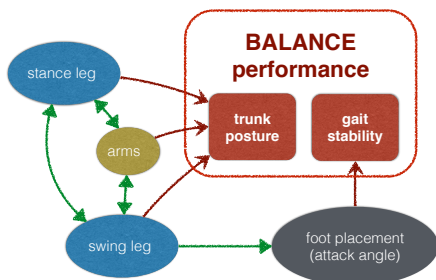 BALANCE
performance
stance leg
trunk
posture
gait
stability
arms
swing leg
foot placement
(attack angle)